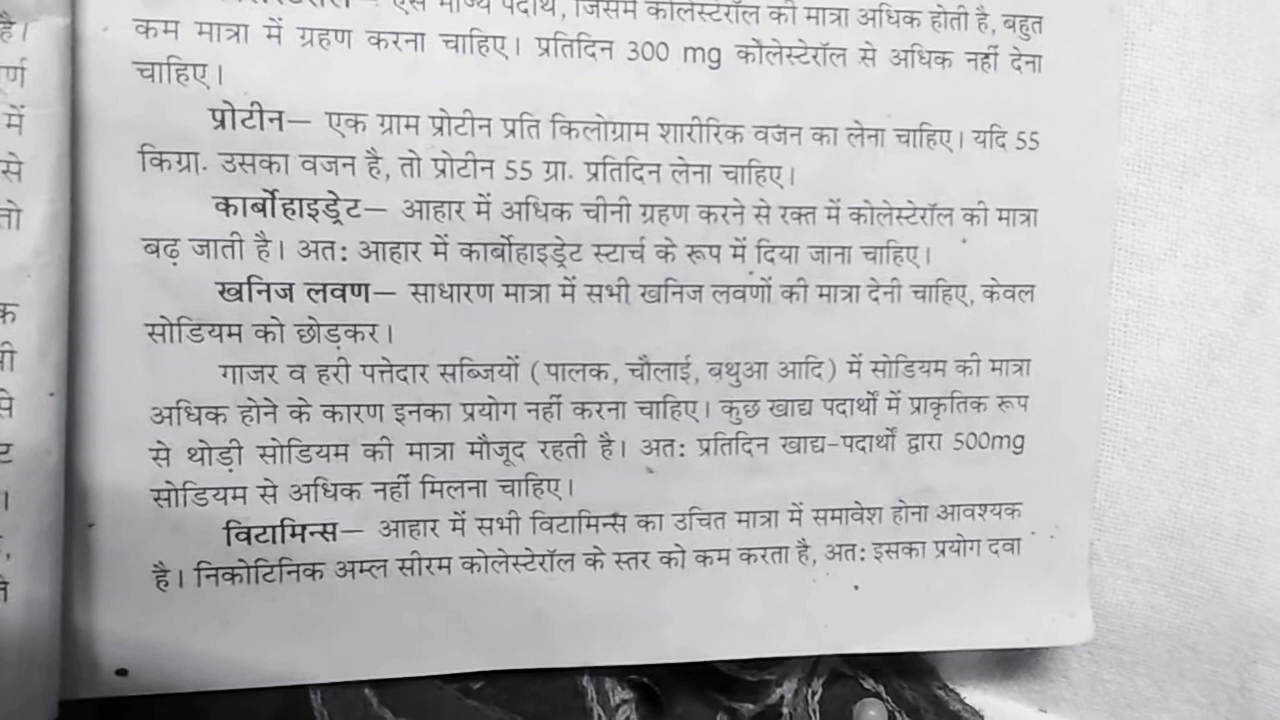 है।
र्ण
में
से
तो
क
से
ट
।
पदार्थ, जिसमें कोलेस्टेरॉल की मात्रा अधिक होती है, बहुत
कम मात्रा में ग्रहण करना चाहिए। प्रतिदिन 300 mg कोलेस्टेरॉल से अधिक नहीं देना
चाहिए।
प्रोटीन— एक ग्राम प्रोटीन प्रति किलोग्राम शारीरिक वजन का लेना चाहिए। यदि 55
किग्रा. उसका वजन है, तो प्रोटीन 55 ग्रा. प्रतिदिन लेना चाहिए।
कार्बोहाइड्रेट— आहार में अधिक चीनी ग्रहण करने से रक्त में कोलेस्टेरॉल की मात्रा
बढ़ जाती है। अतः आहार में कार्बोहाइड्रेट स्टार्च के रूप में दिया जाना चाहिए।
खनिज लवण— साधारण मात्रा में सभी खनिज लवणों की मात्रा देनी चाहिए, केवल
सोडियम को छोड़कर।
गाजर व हरी पत्तेदार सब्जियों (पालक, चौलाई, बथुआ आदि) में सोडियम की मात्रा
अधिक होने के कारण इनका प्रयोग नहीं करना चाहिए। कुछ खाद्य पदार्थों में प्राकृतिक रूप
से थोड़ी सोडियम की मात्रा मौजूद रहती है। अतः प्रतिदिन खाद्य-पदार्थों द्वारा 500mg
सोडियम से अधिक नहीं मिलना चाहिए।
विटामिन्स— आहार में सभी विटामिन्स का उचित मात्रा में समावेश होना आवश्यक
है। निकोटिनिक अम्ल सीरम कोलेस्टेरॉल के स्तर को कम करता है, अतः इसका प्रयोग दवा